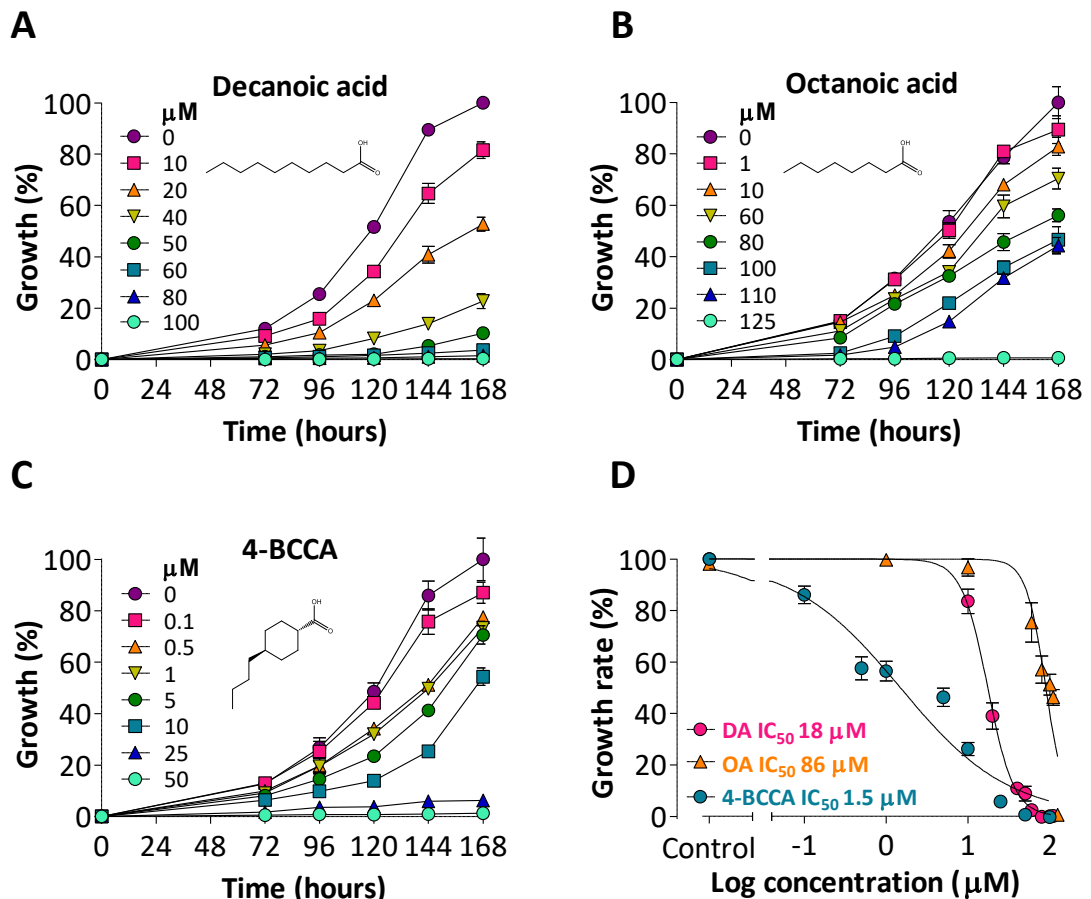 A
Decanoic acid
μM
0
10
20
40
50
60
80
100
OH
O
Growth (%)
100
80
60
40
20
0
0 24 48 72 96 120 144 168
Time (hours)
B
Octanoic acid
μM
0
1
10
60
80
100
110
125
OH
O
Growth (%)
100
80
60
40
20
0
0 24 48 72 96 120 144 168
Time (hours)
C
4-BCCA
μM
0
0.1
0.5
1
5
10
25
50
OH
O
Growth (%)
100
80
60
40
20
0
0 24 48 72 96 120 144 168
Time (hours)
D
Growth rate (%)
100
80
60
40
20
0
DA IC50 18 μM
OA IC50 86 μM
4-BCCA IC50 1.5 μM
Control -1 0 1 2
Log concentration (μM)